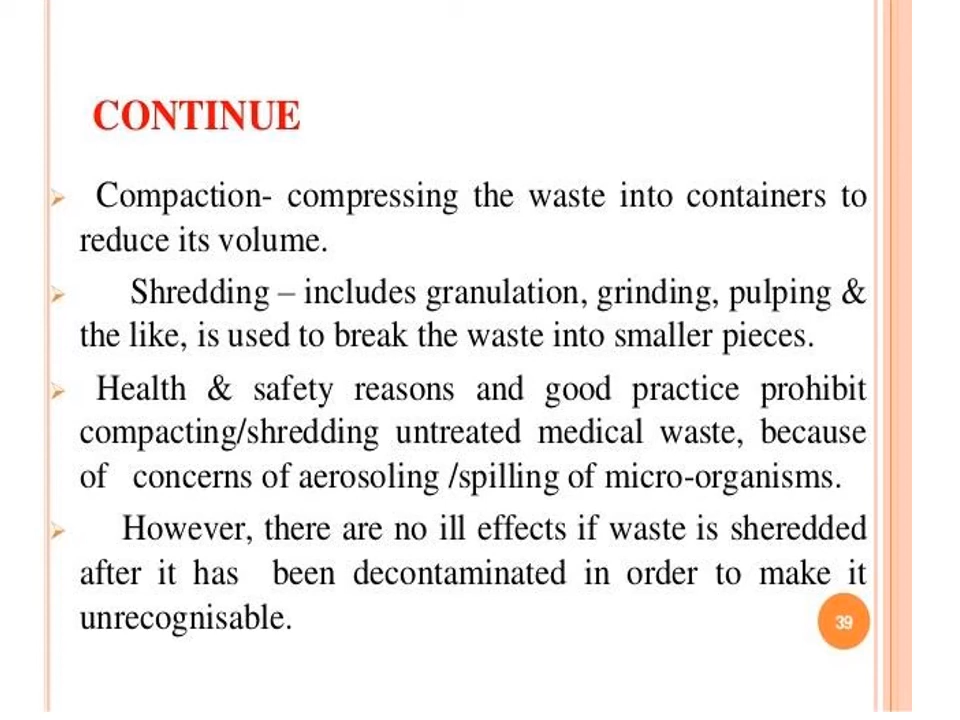 CONTINUE
➢ Compaction- compressing the waste into containers to
reduce its volume.
➢ Shredding – includes granulation, grinding, pulping &
the like, is used to break the waste into smaller pieces.
➢ Health & safety reasons and good practice prohibit
compacting/shredding untreated medical waste, because
of concerns of aerosoling /spilling of micro-organisms.
➢ However, there are no ill effects if waste is sheredded
after it has been decontaminated in order to make it
unrecognisable.
39